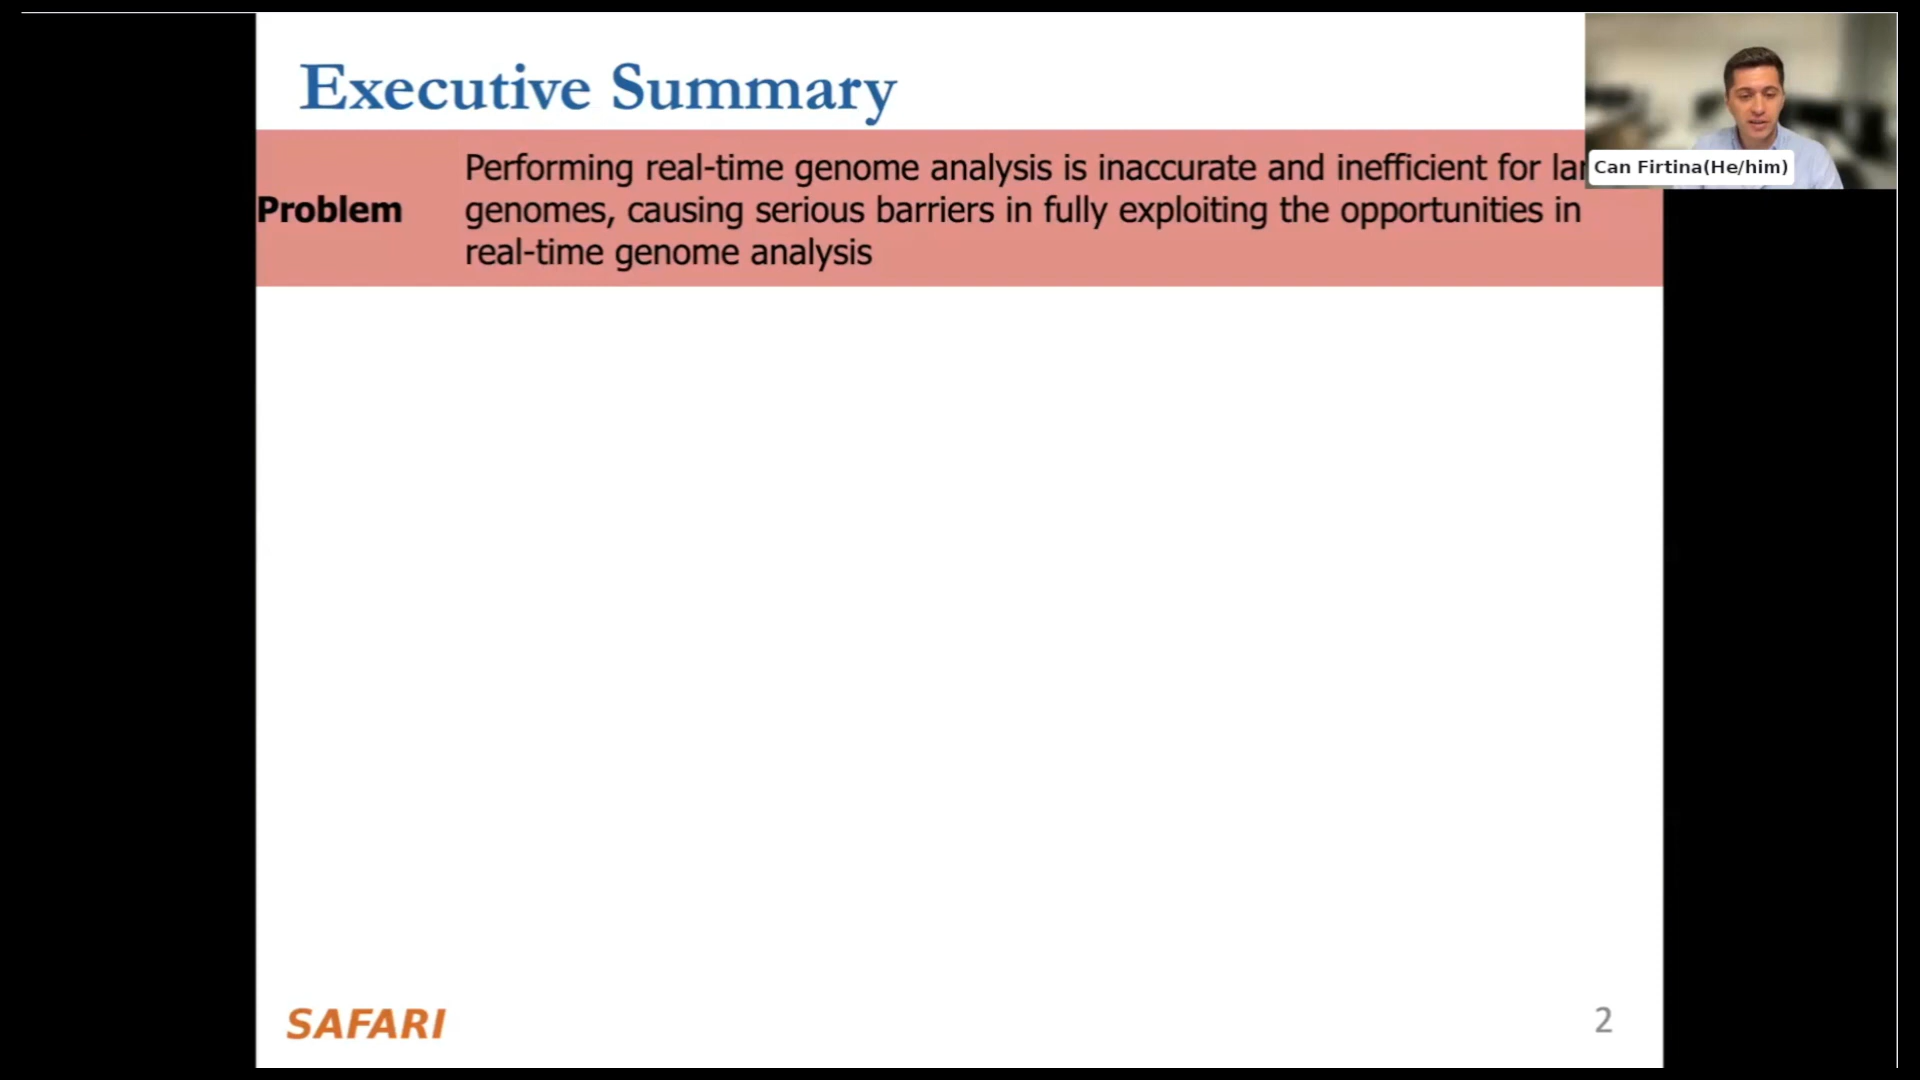 Executive Summary
Performing real-time genome analysis is inaccurate and inefficient for
Problem genomes, causing serious barriers in fully exploiting the opportunities in
real-time genome analysis
Can Firtina(He/him)
SAFARI
2